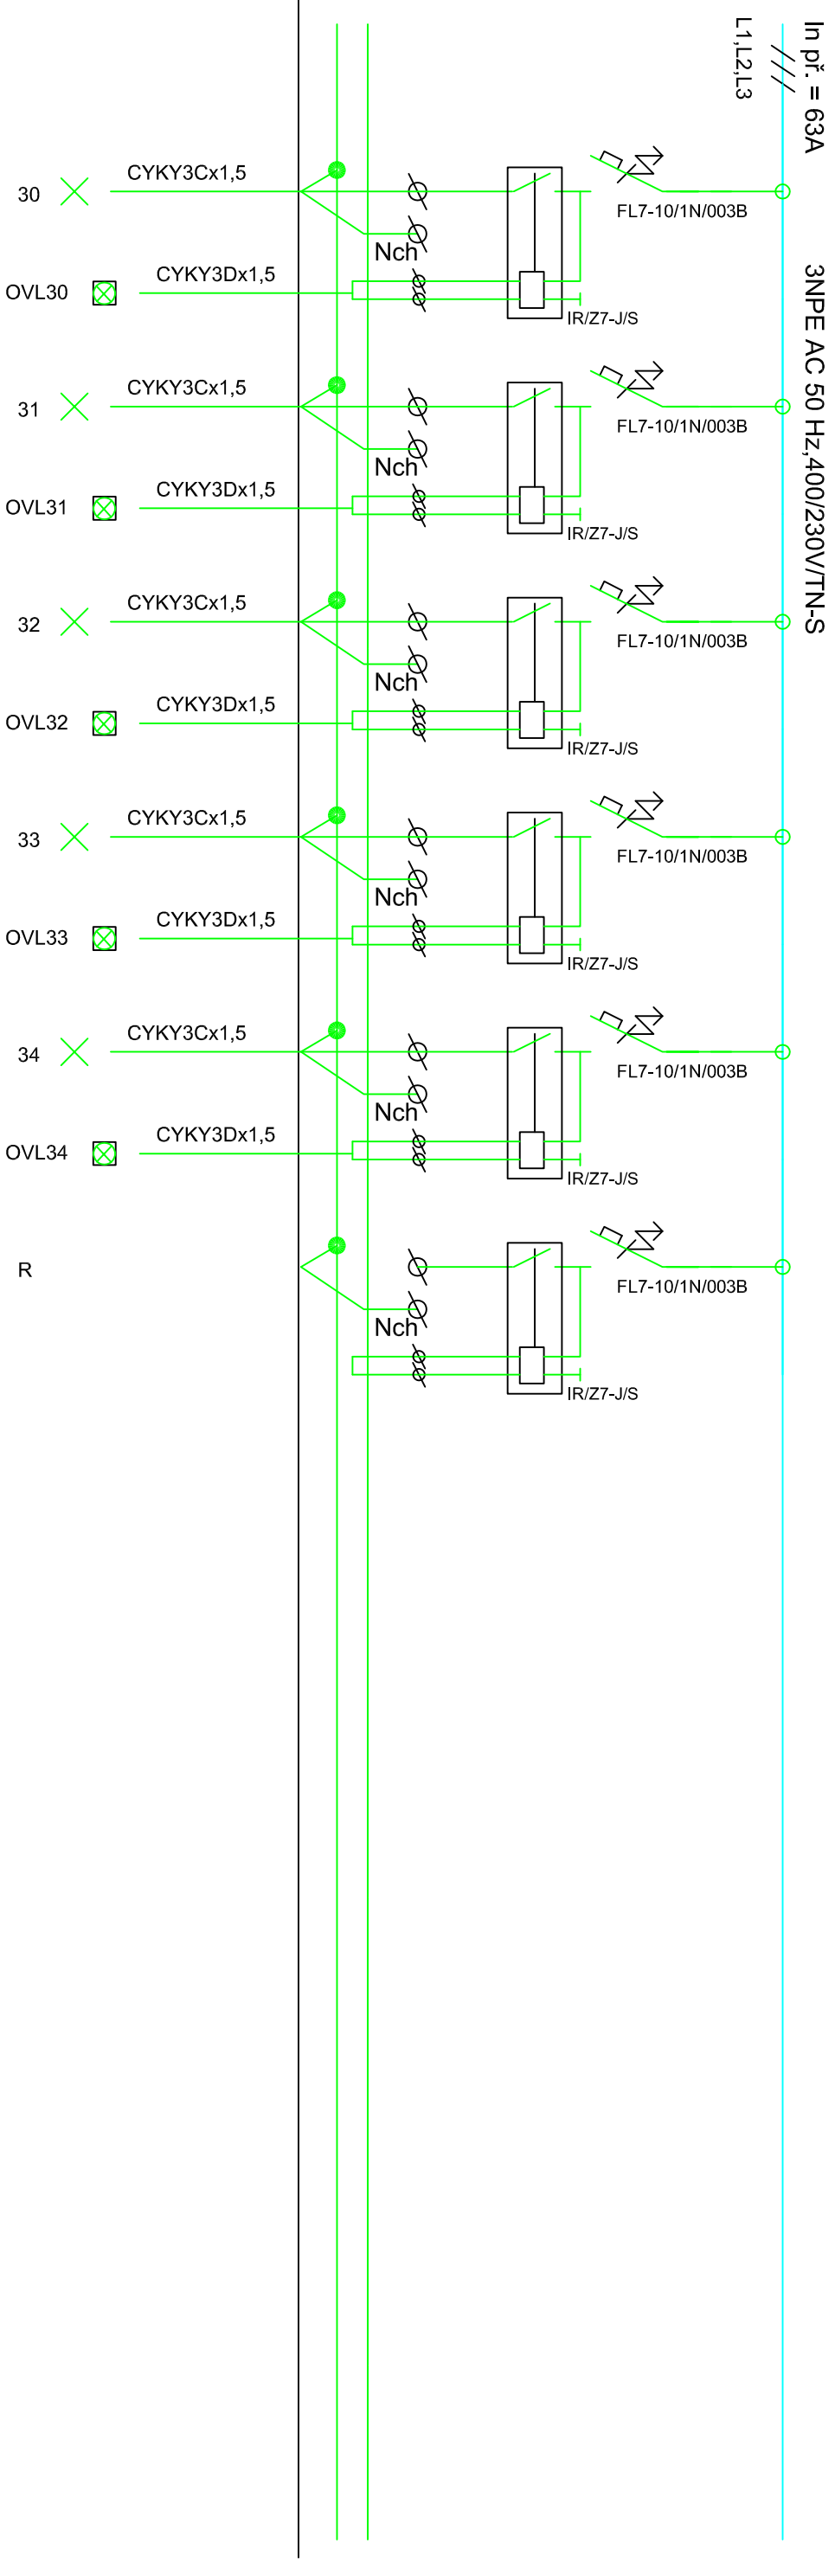 In př. = 63A
3NPE AC 50 Hz,400/230V/TN-S
L1,L2,L3
30
CYKY3Cx1,5
Nch
FL7-10/1N/003B
OVL30
CYKY3Dx1,5
IR/Z7-J/S
31
CYKY3Cx1,5
Nch
FL7-10/1N/003B
OVL31
CYKY3Dx1,5
IR/Z7-J/S
32
CYKY3Cx1,5
Nch
FL7-10/1N/003B
OVL32
CYKY3Dx1,5
IR/Z7-J/S
33
CYKY3Cx1,5
Nch
FL7-10/1N/003B
OVL33
CYKY3Dx1,5
IR/Z7-J/S
34
CYKY3Cx1,5
Nch
FL7-10/1N/003B
OVL34
CYKY3Dx1,5
IR/Z7-J/S
R
Nch
FL7-10/1N/003B
IR/Z7-J/S